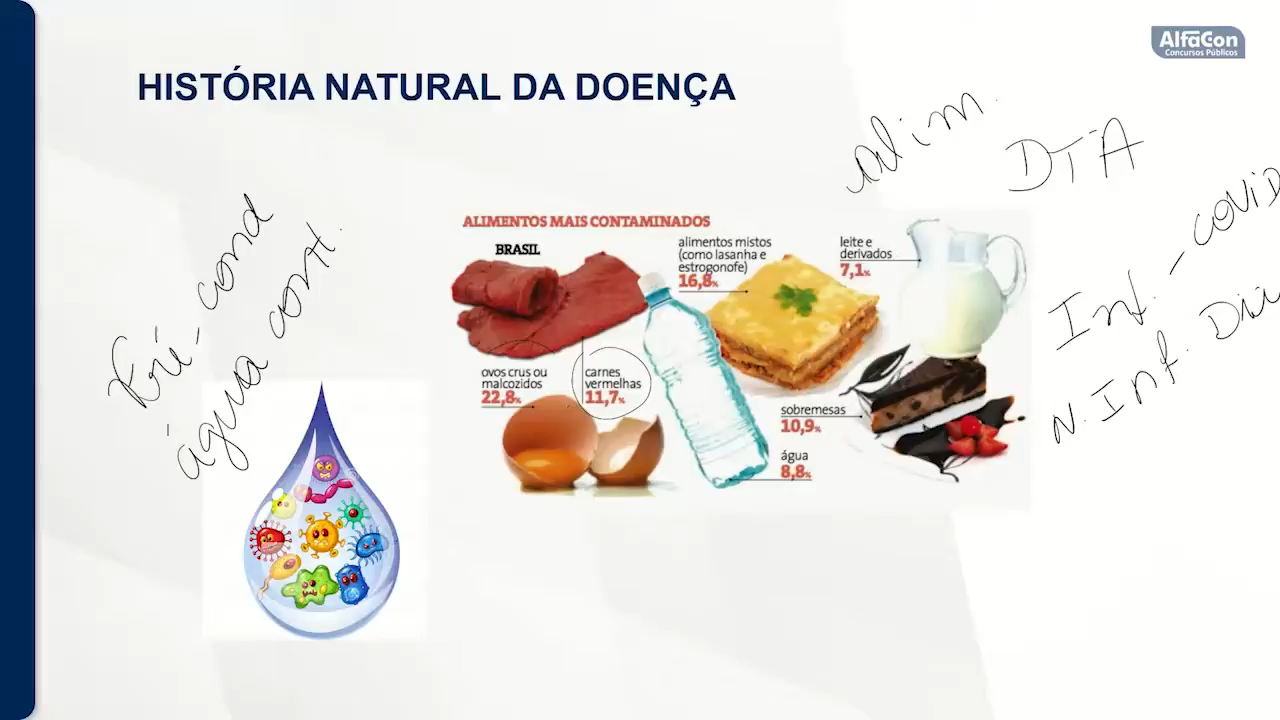 AlfaCon
Concursos Públicos
HISTÓRIA NATURAL DA DOENÇA
alim.
DTA
Inf. - COVID
N. Inf. Dia
Pré-cond
água cont.
ALIMENTOS MAIS CONTAMINADOS
BRASIL
alimentos mistos
(como lasanha e
estrogonofe)
16,8%
leite e
derivados
7,1%
ovos crus ou
malcozidos
22,8%
carnes
vermelhas
11,7%
sobremesas
10,9%
água
8,8%